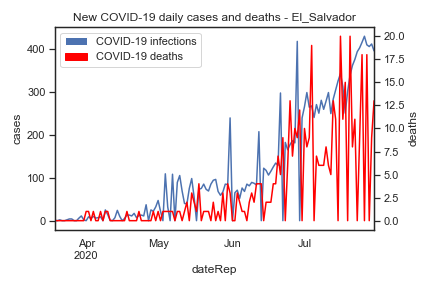 New COVID-19 daily cases and deaths - El_Salvador
COVID-19 infections
COVID-19 deaths
400
300
200
100
0
cases
20.0
17.5
15.0
12.5
10.0
7.5
5.0
2.5
0.0
deaths
Apr
2020
May
Jun
Jul
dateRep